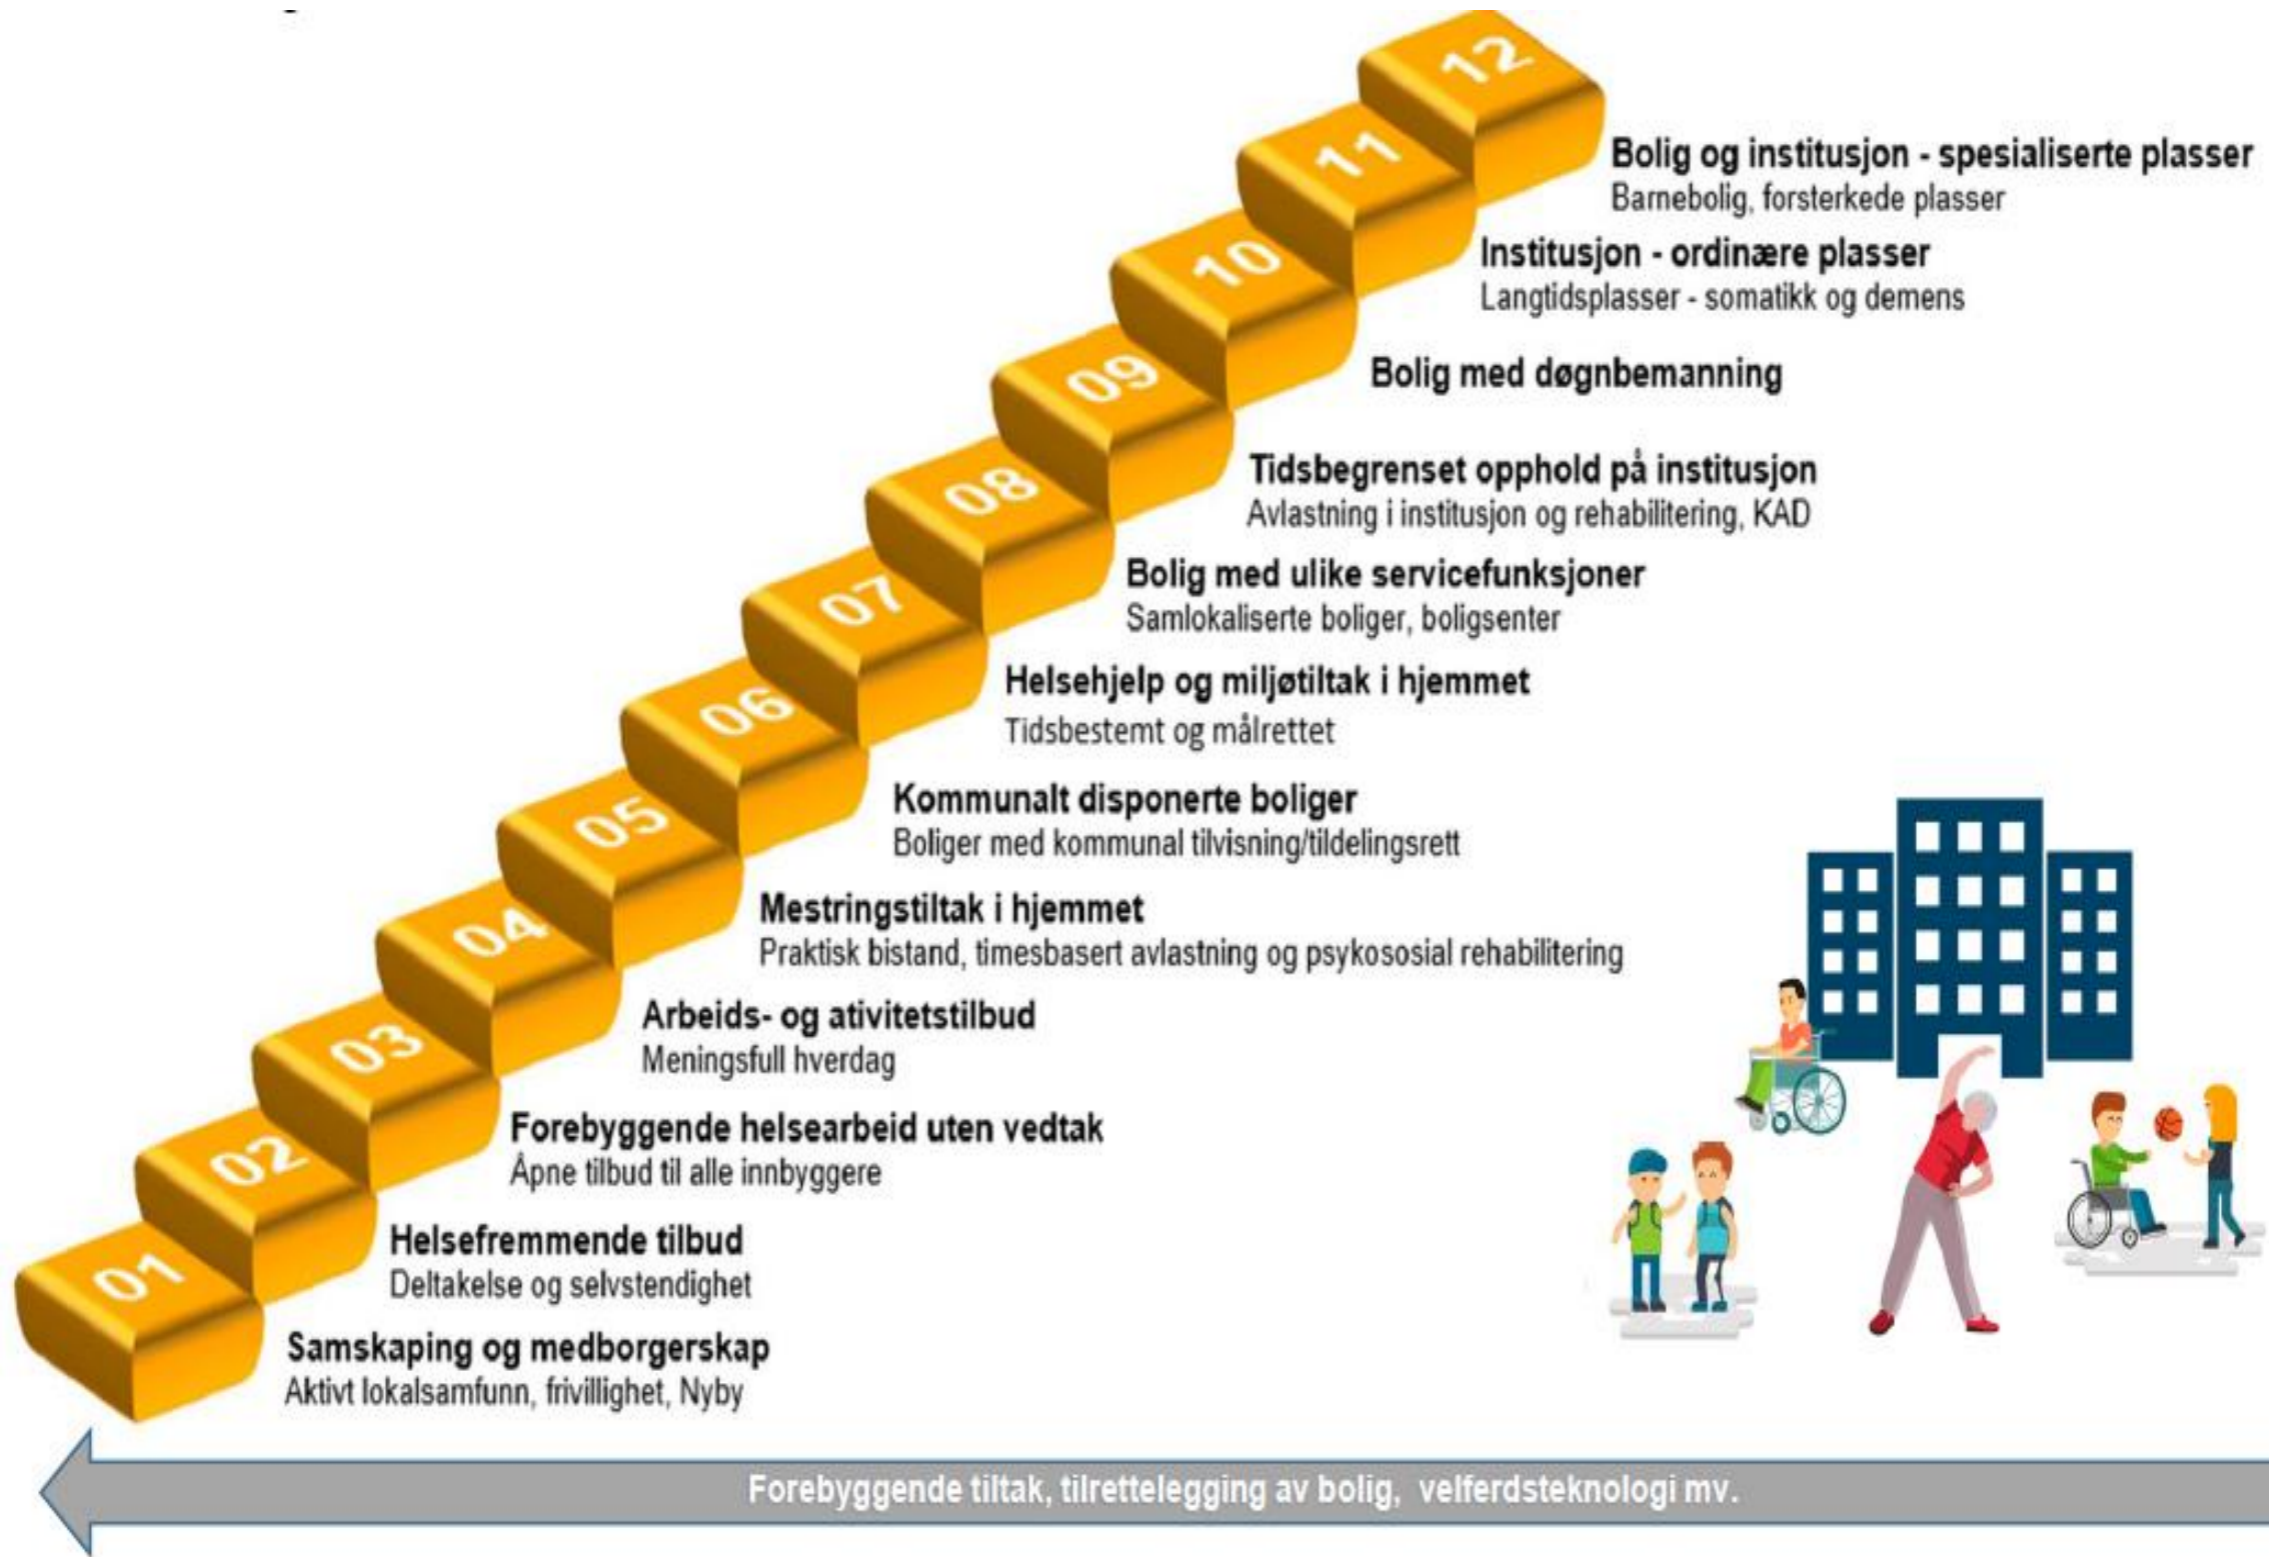 12
Bolig og institusjon - spesialiserte plasser
Barnebolig, forsterkede plasser
11
Institusjon - ordinære plasser
Langtidsplasser - somatikk og demens
10
Bolig med døgnbemanning
09
Tidsbegrenset opphold på institusjon
Avlastning i institusjon og rehabilitering, KAD
08
Bolig med ulike servicefunksjoner
Samlokaliserte boliger, boligsenter
07
Helsehjelp og miljøtiltak i hjemmet
Tidsbestemt og målrettet
06
Kommunalt disponerte boliger
Boliger med kommunal tilvisning/tildelingsrett
05
Mestringstiltak i hjemmet
Praktisk bistand, timesbasert avlastning og psykososial rehabilitering
04
Arbeids- og ativitetstilbud
Meningsfull hverdag
03
Forebyggende helsearbeid uten vedtak
Åpne tilbud til alle innbyggere
02
Helsefremmende tilbud
Deltakelse og selvstendighet
01
Samskaping og medborgerskap
Aktivt lokalsamfunn, frivillighet, Nyby
Forebyggende tiltak, tilrettelegging av bolig, velferdsteknologi mv.